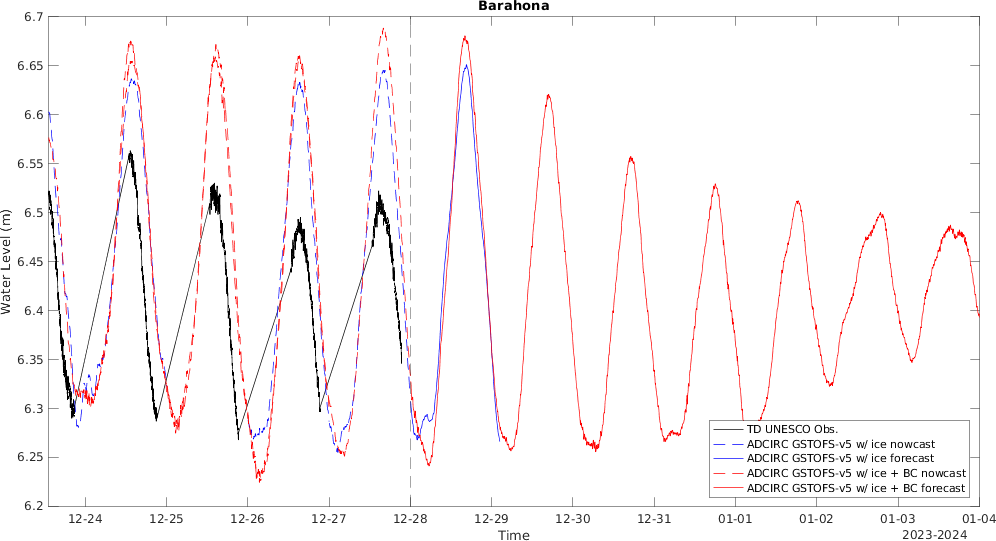 Barahona
6.7
6.65
6.6
6.55
6.5
6.45
6.4
6.35
6.3
6.25
6.2
Water Level (m)
TD UNESCO Obs.
ADCIRC GSTOFS-v5 w/ ice nowcast
ADCIRC GSTOFS-v5 w/ ice forecast
ADCIRC GSTOFS-v5 w/ ice + BC nowcast
ADCIRC GSTOFS-v5 w/ ice + BC forecast
12-24 12-25 12-26 12-27 12-28 12-29 12-30 12-31 01-01 01-02 01-03 01-04
Time
2023-2024